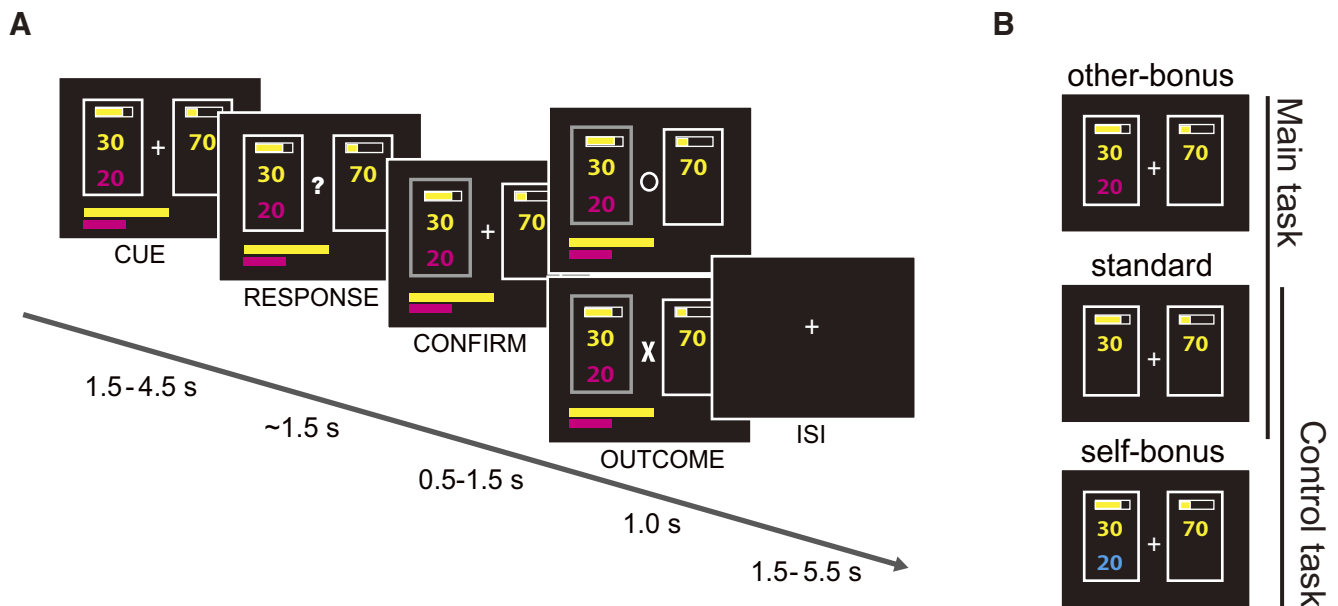 A
30 + 70
20
CUE
30 ? 70
20
RESPONSE
30 + 70
20
CONFIRM
30 O 70
20
30 X 70
20
OUTCOME
+
ISI
1.5-4.5 s
~1.5 s
0.5-1.5 s
1.0 s
1.5-5.5 s
B
other-bonus
30 + 70
20
standard
30 + 70
self-bonus
30 + 70
20
Main task
Control task